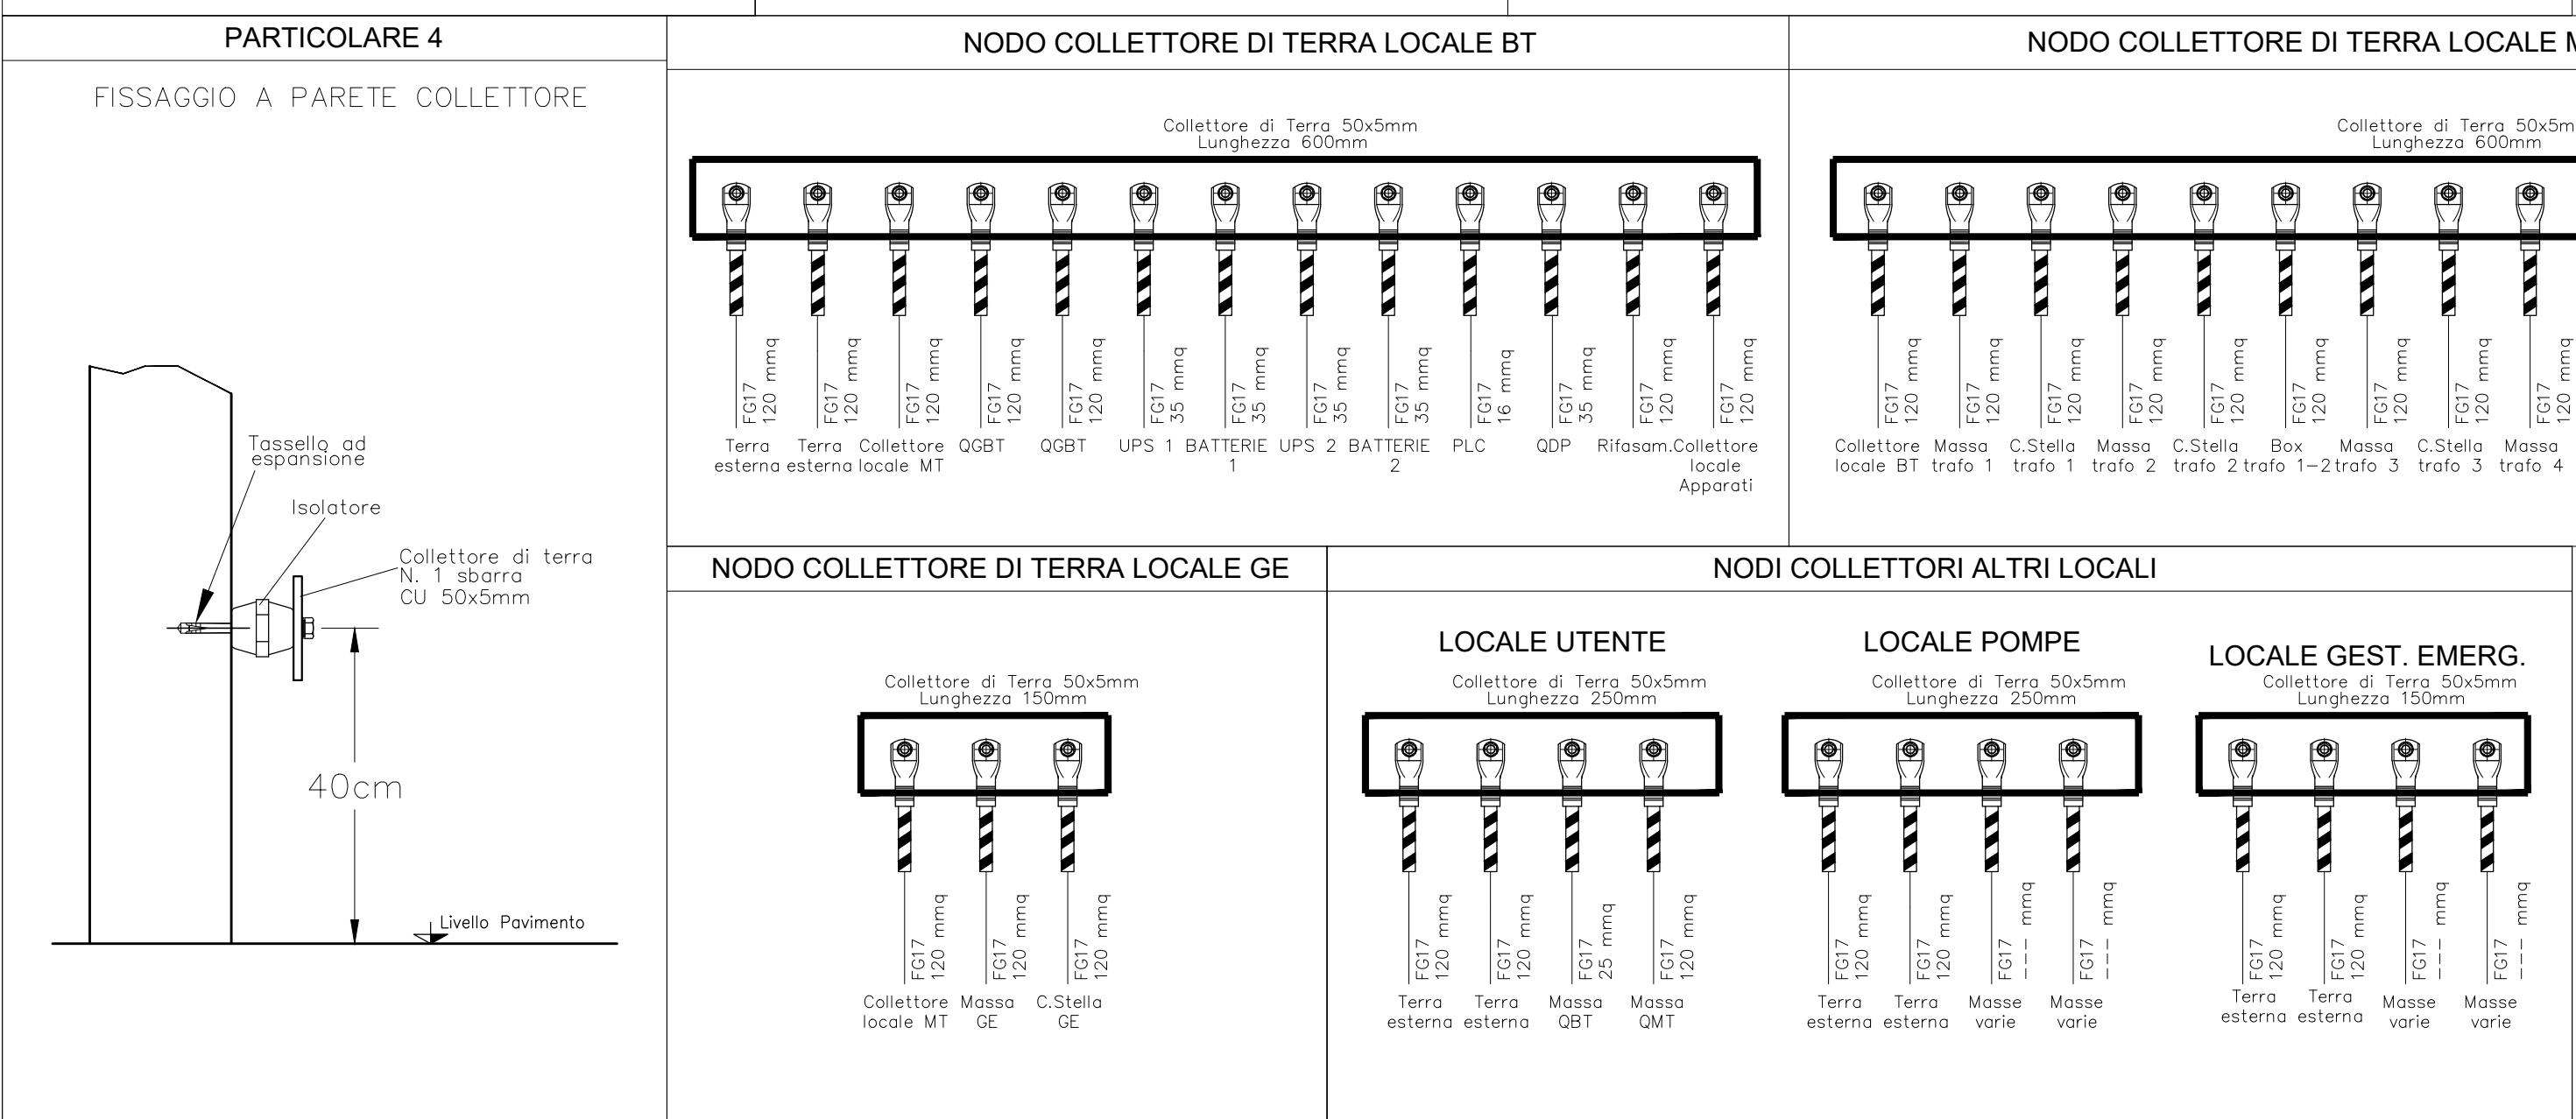 PARTICOLARE 4
FISSAGGIO A PARETE COLLETTORE
Tassello ad
espansione
Isolatore
Collettore di terra
N. 1 sbarra
CU 50x5mm
40cm
Livello Pavimento
NODO COLLETTORE DI TERRA LOCALE BT
Collettore di Terra 50x5mm
Lunghezza 600mm
FG17
120 mmq
FG17
120 mmq
FG17
120 mmq
FG17
120 mmq
FG17
120 mmq
FG17
35 mmq
FG17
35 mmq
FG17
35 mmq
FG17
35 mmq
FG17
16 mmq
FG17
35 mmq
FG17
120 mmq
FG17
120 mmq
Terra
esterna
Terra
esterna
Collettore
locale MT
QGBT
QGBT
UPS 1
BATTERIE
1
UPS 2
BATTERIE
2
PLC
QDP
Rifasam.
Collettore
locale
Apparati
NODO COLLETTORE DI TERRA LOCALE
Collettore di Terra 50x5m
Lunghezza 600mm
FG17
120 mmq
FG17
120 mmq
FG17
120 mmq
FG17
120 mmq
FG17
120 mmq
FG17
120 mmq
FG17
120 mmq
FG17
120 mmq
FG17
120 mmq
Collettore
locale BT
Massa
trafo 1
C.Stella
trafo 1
Massa
trafo 2
C.Stella
trafo 2
Box
trafo 1-2
Massa
trafo 3
C.Stella
trafo 3
Massa
trafo 4
NODO COLLETTORE DI TERRA LOCALE GE
Collettore di Terra 50x5mm
Lunghezza 150mm
FG17
120 mmq
FG17
120 mmq
FG17
120 mmq
Collettore
locale MT
Massa
GE
C.Stella
GE
NODI COLLETTORI ALTRI LOCALI
LOCALE UTENTE
Collettore di Terra 50x5mm
Lunghezza 250mm
FG17
120 mmq
FG17
120 mmq
FG17
25 mmq
FG17
120 mmq
Terra
esterna
Terra
esterna
Massa
QBT
Massa
QMT
LOCALE POMPE
Collettore di Terra 50x5mm
Lunghezza 250mm
FG17
120 mmq
FG17
120 mmq
FG17
--- mmq
FG17
--- mmq
Terra
esterna
Terra
esterna
Masse
varie
Masse
varie
LOCALE GEST. EMERG.
Collettore di Terra 50x5mm
Lunghezza 150mm
FG17
120 mmq
FG17
120 mmq
FG17
--- mmq
FG17
--- mmq
Terra
esterna
Terra
esterna
Masse
varie
Masse
varie